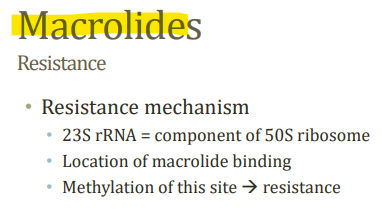 Macrolides
Resistance
• Resistance mechanism
• 23S rRNA = component of 50S ribosome
• Location of macrolide binding
• Methylation of this site → resistance